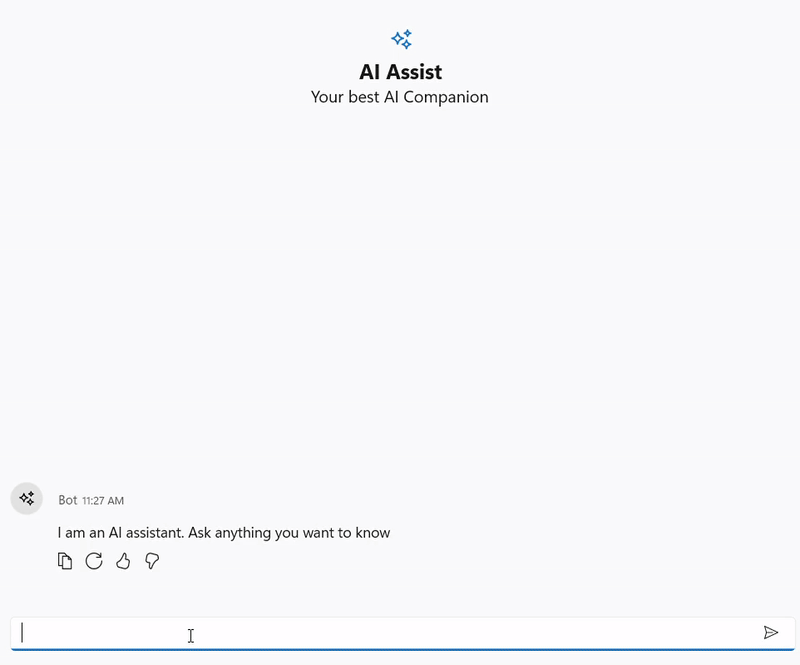 AI Assist
Your best AI Companion
Bot 11:27 AM
I am an AI assistant. Ask anything you want to know